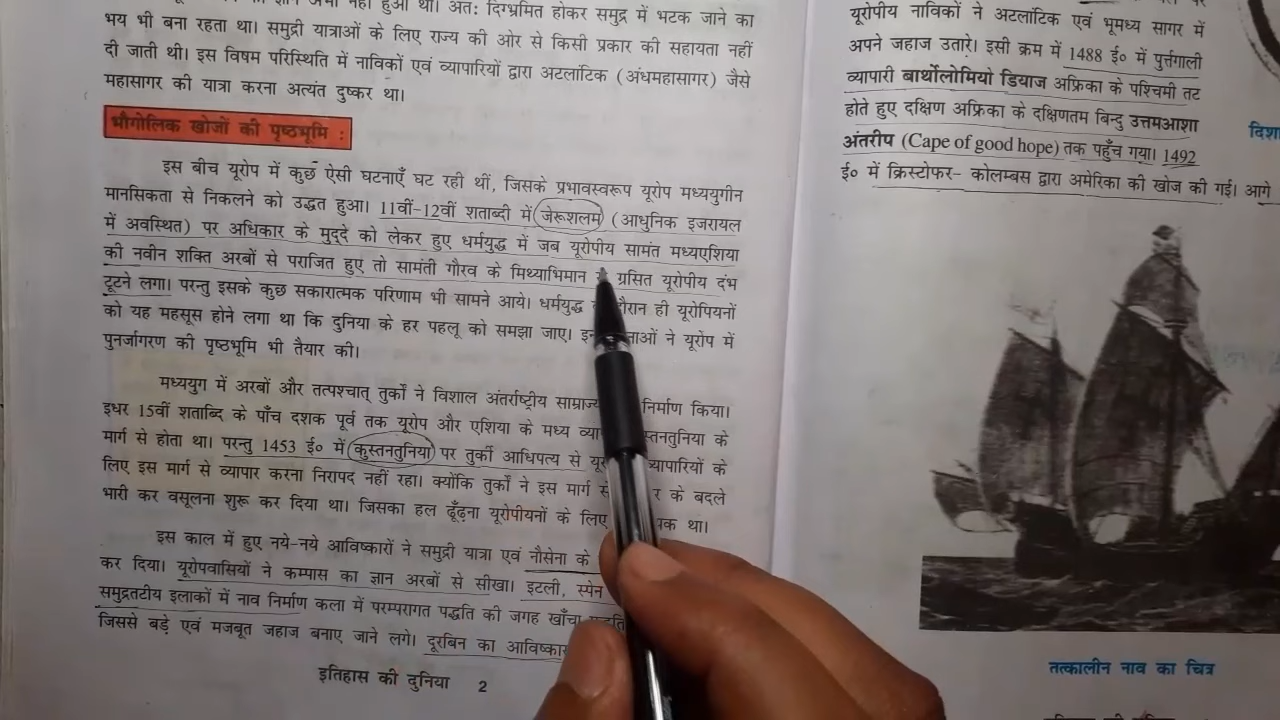 हुआ था। अतः दिग्भ्रमित होकर समुद्र में भटक जाने का
भय भी बना रहता था। समुद्री यात्राओं के लिए राज्य की ओर से किसी प्रकार की सहायता नहीं
दी जाती थी। इस विषम परिस्थिति में नाविकों एवं व्यापारियों द्वारा अटलांटिक (अंधमहासागर) जैसे
महासागर की यात्रा करना अत्यंत दुष्कर था।
भौगोलिक खोजों की पृष्ठभूमि :
इस बीच यूरोप में कुछ ऐसी घटनाएँ घट रही थीं, जिसके प्रभावस्वरूप यूरोप मध्ययुगीन
मानसिकता से निकलने को उद्धत हुआ। 11वीं-12वीं शताब्दी में जेरूशलम (आधुनिक इजरायल
में अवस्थित) पर अधिकार के मुद्दे को लेकर हुए धर्मयुद्ध में जब यूरोपीय सामंत मध्यएशिया
की नवीन शक्ति अरबों से पराजित हुए तो सामंती गौरव के मिथ्याभिमान ग्रसित यूरोपीय दंभ
टूटने लगा। परन्तु इसके कुछ सकारात्मक परिणाम भी सामने आये। धर्मयुद्ध ही यूरोपियनों
को यह महसूस होने लगा था कि दुनिया के हर पहलू को समझा जाए। ने यूरोप में
पुनर्जागरण की पृष्ठभूमि भी तैयार की।
मध्ययुग में अरबों और तत्पश्चात् तुर्कों ने विशाल अंतर्राष्ट्रीय निर्माण किया।
इधर 15वीं शताब्दि के पाँच दशक पूर्व तक यूरोप और एशिया के मध्य के
मार्ग से होता था। परन्तु 1453 ई० में कुस्तनतुनिया पर तुर्की आधिपत्य से व्यापारियों के
लिए इस मार्ग से व्यापार करना निरापद नहीं रहा। क्योंकि तुर्कों ने इस मार्ग के बदले
भारी कर वसूलना शुरू कर दिया था। जिसका हल ढूँढ़ना यूरोपीयनों के लिए था।
इस काल में हुए नये-नये आविष्कारों ने समुद्री यात्रा एवं नौसेना के
कर दिया। यूरोपवासियों ने कम्पास का ज्ञान अरबों से सीखा। इटली, स्पेन
समुद्रतटीय इलाकों में नाव निर्माण कला में परम्परागत पद्धति की जगह खाँचा
जिससे बड़े एवं मजबूत जहाज बनाए जाने लगे। दूरबिन का
इतिहास की दुनिया 2
यूरोपीय नाविकों ने अटलांटिक एवं भूमध्य सागर में
अपने जहाज उतारे। इसी क्रम में 1488 ई० में पुर्त्तगाली
व्यापारी बार्थोलोमियो डियाज अफ्रिका के पश्चिमी तट
होते हुए दक्षिण अफ्रिका के दक्षिणतम बिन्दु उत्तमआशा
अंतरीप (Cape of good hope) तक पहुँच गया। 1492
ई० में क्रिस्टोफर- कोलम्बस द्वारा अमेरिका की खोज की गई। आगे
तत्कालीन नाव का चित्र